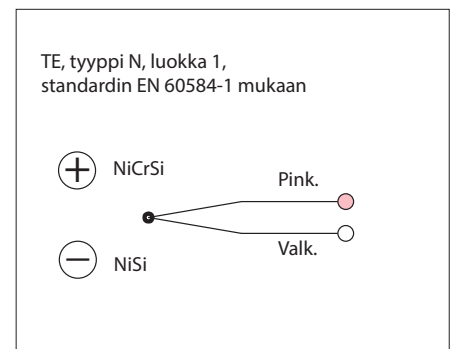 TE, tyyppi N, luokka 1,
standardin EN 60584-1 mukaan
+ NiCrSi
Pink.
Valk.
− NiSi